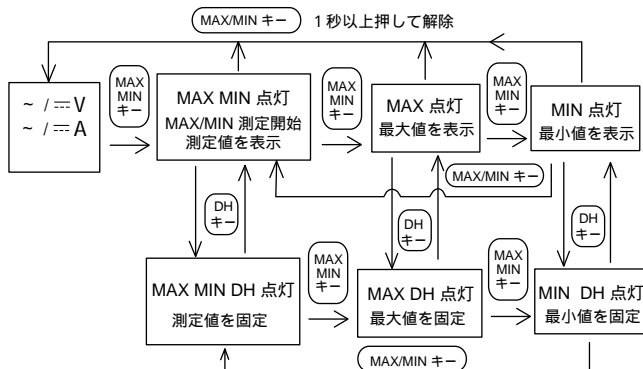 MAX/MIN キー 1秒以上押して解除
~ / ⎓ V
~ / ⎓ A
MAX
MIN
キー
MAX MIN 点灯
MAX/MIN 測定開始
測定値を表示
MAX
MIN
キー
MAX 点灯
最大値を表示
MAX
MIN
キー
MIN 点灯
最小値を表示
MAX/MIN キー
DH
キー
DH
キー
DH
キー
MAX MIN DH 点灯
測定値を固定
MAX
MIN
キー
MAX DH 点灯
最大値を固定
MAX
MIN
キー
MIN DH 点灯
最小値を固定
MAX/MIN キー